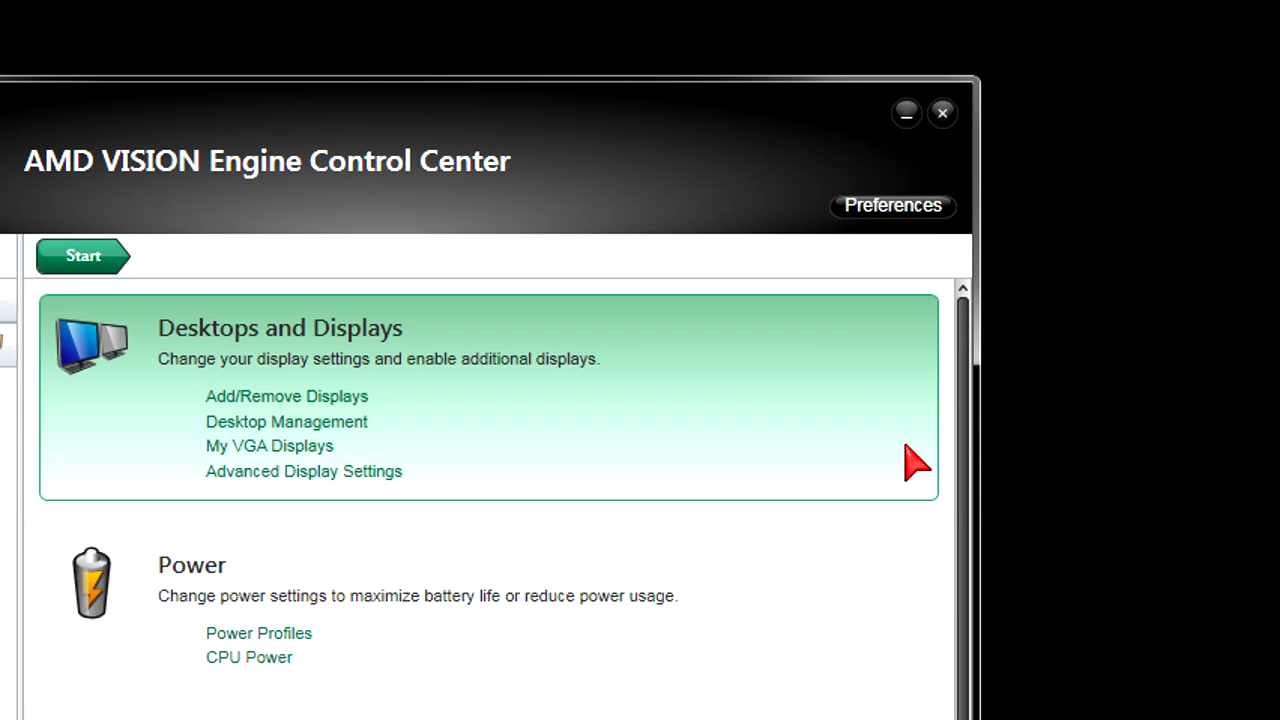 AMD VISION Engine Control Center
Preferences
Start
Desktops and Displays
Change your display settings and enable additional displays.
Add/Remove Displays
Desktop Management
My VGA Displays
Advanced Display Settings
Power
Change power settings to maximize battery life or reduce power usage.
Power Profiles
CPU Power